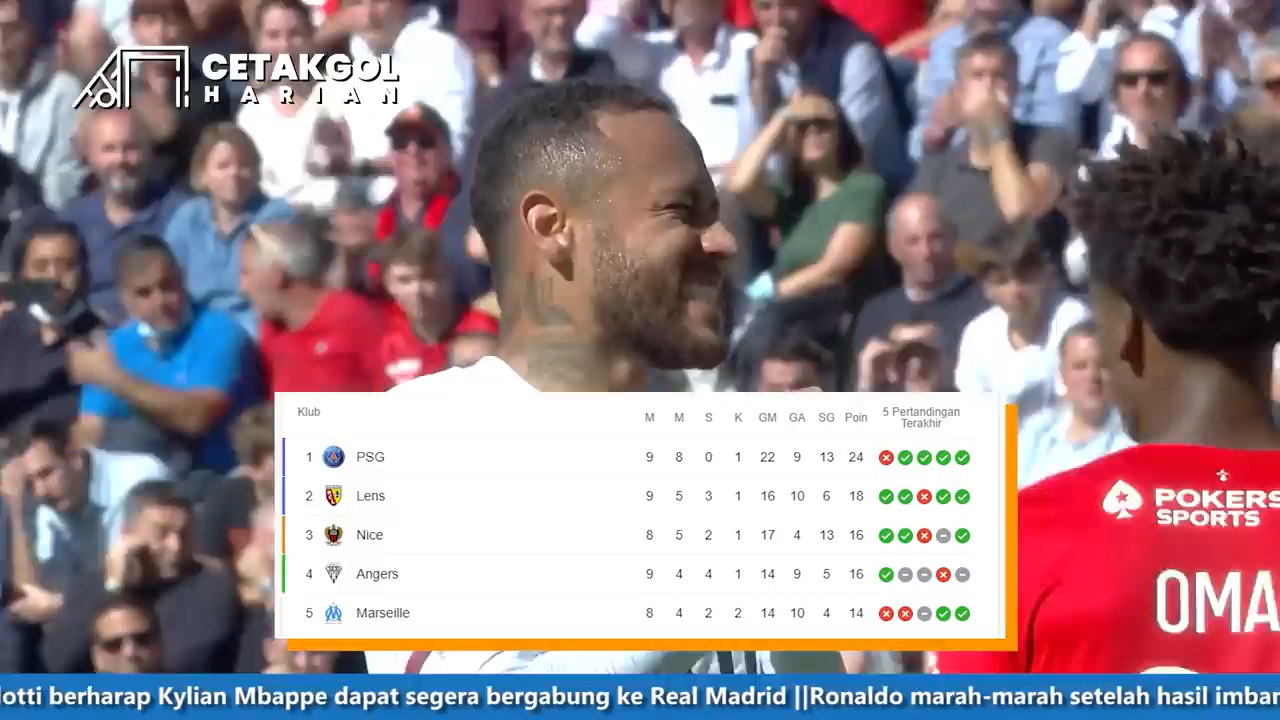 CETAKGOL
HARIAN
Klub M M S K GM GA SG Poin 5 Pertandingan
Terakhir
1 PSG 9 8 0 1 22 9 13 24
2 Lens 9 5 3 1 16 10 6 18
3 Nice 8 5 2 1 17 4 13 16
4 Angers 9 4 4 1 14 9 5 16
5 Marseille 8 4 2 2 14 10 4 14
POKERS
SPORTS
OMA
lotti berharap Kylian Mbappe dapat segera bergabung ke Real Madrid ||Ronaldo marah-marah setelah hasil imban